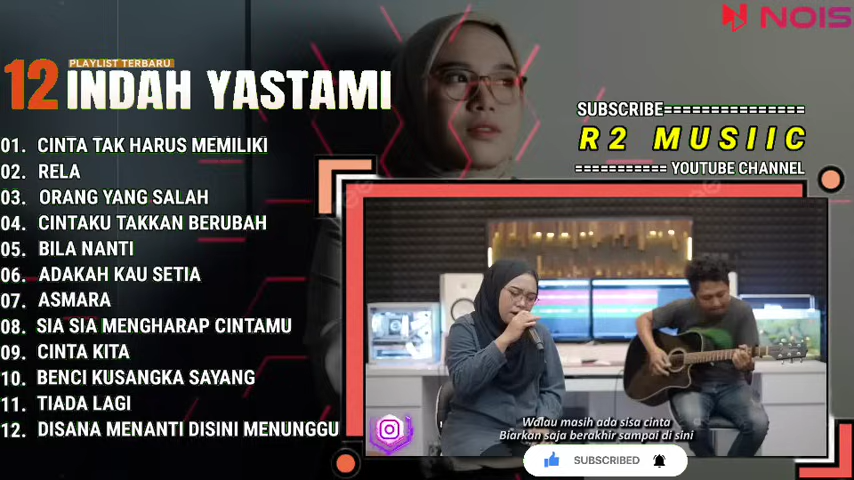 NOIS
PLAYLIST TERBARU
12 INDAH YASTAMI
01. CINTA TAK HARUS MEMILIKI
02. RELA
03. ORANG YANG SALAH
04. CINTAKU TAKKAN BERUBAH
05. BILA NANTI
06. ADAKAH KAU SETIA
07. ASMARA
08. SIA SIA MENGHARAP CINTAMU
09. CINTA KITA
10. BENCI KUSANGKA SAYANG
11. TIADA LAGI
12. DISANA MENANTI DISINI MENUNGGU
SUBSCRIBE===============
R2 MUSIIC
=========== YOUTUBE CHANNEL
Walau masih ada sisa cinta
Biarkan saja berakhir sampai di sini
SUBSCRIBED